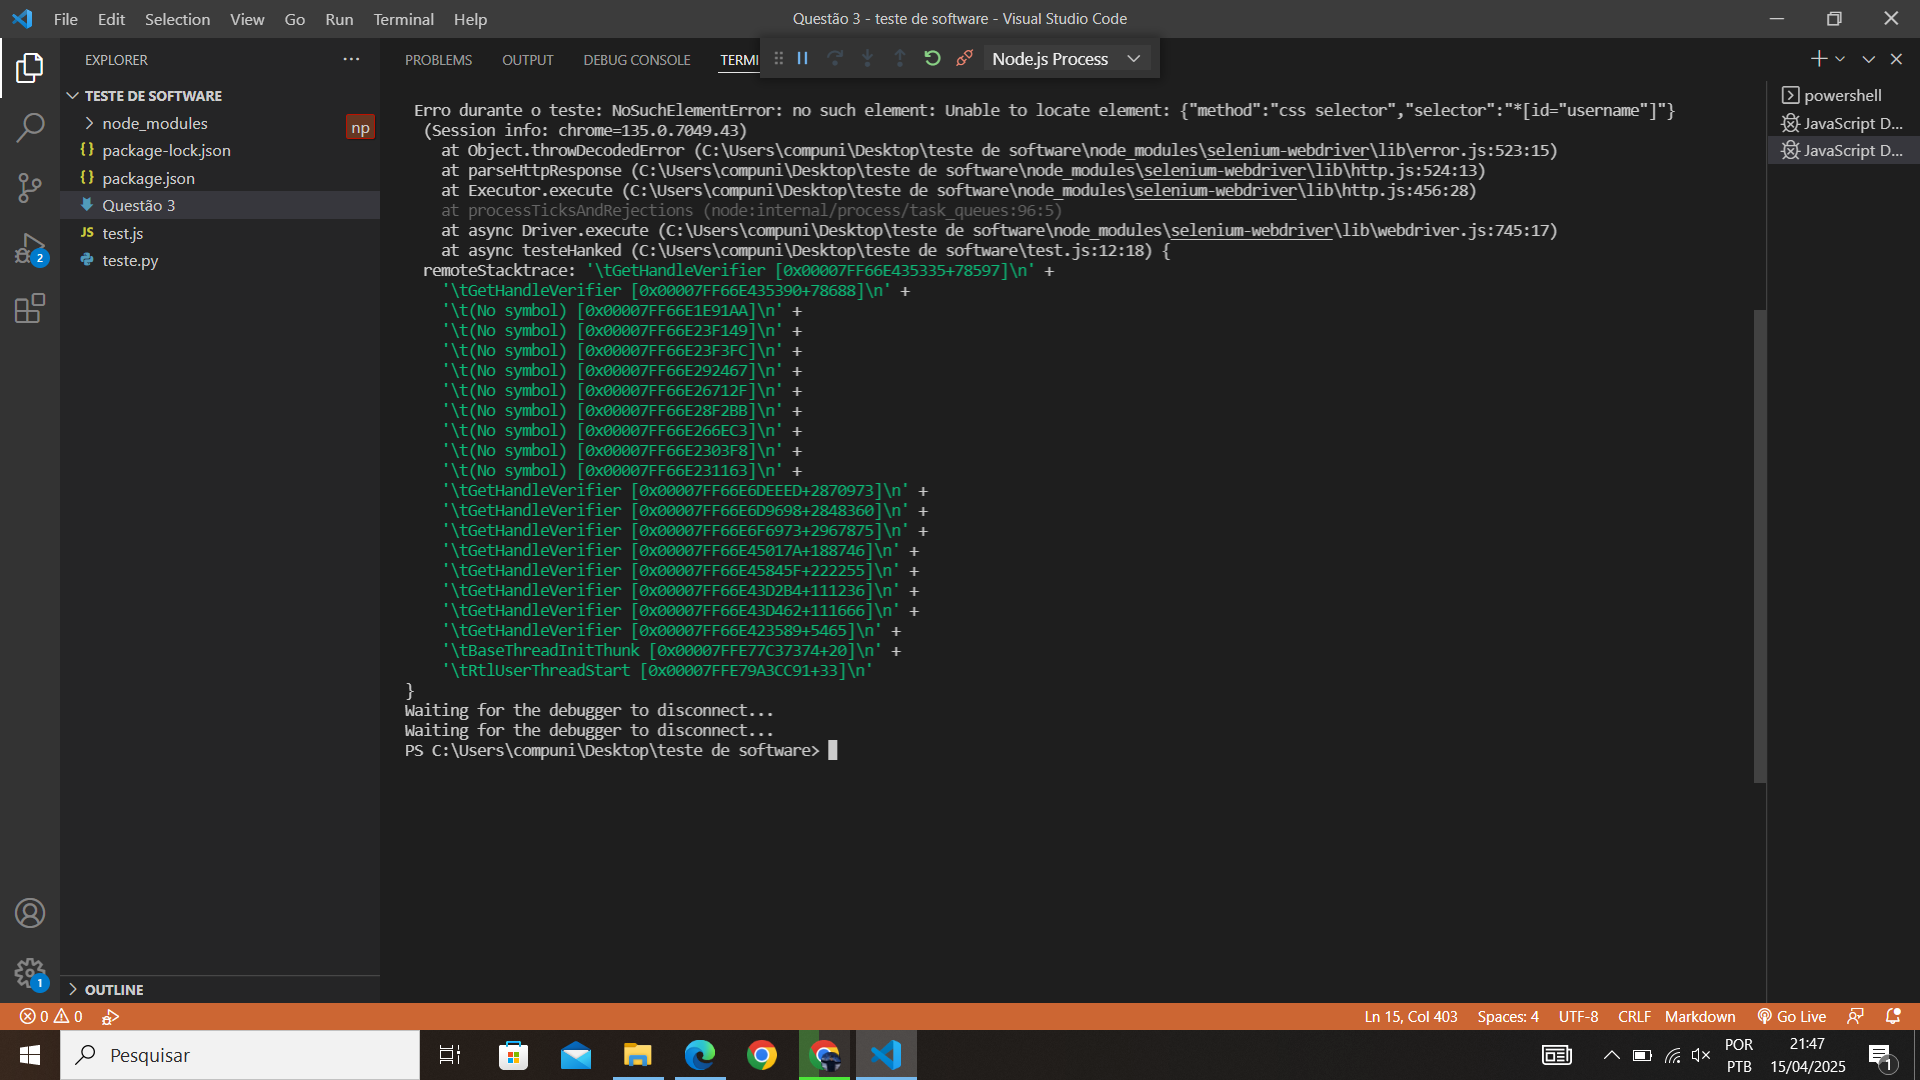 File Edit Selection View Go Run Terminal Help
Questão 3 - teste de software - Visual Studio Code
EXPLORER
TESTE DE SOFTWARE
node_modules
np
package-lock.json
package.json
Questão 3
JS test.js
teste.py
OUTLINE
PROBLEMS OUTPUT DEBUG CONSOLE TERMI
Node.js Process
powershell
JavaScript D...
JavaScript D...
Erro durante o teste: NoSuchElementError: no such element: Unable to locate element: {"method":"css selector","selector":"*[id="username"]"}
(Session info: chrome=135.0.7049.43)
at Object.throwDecodedError (C:\Users\compuni\Desktop\teste de software\node_modules\selenium-webdriver\lib\error.js:523:15)
at parseHttpResponse (C:\Users\compuni\Desktop\teste de software\node_modules\selenium-webdriver\lib\http.js:524:13)
at Executor.execute (C:\Users\compuni\Desktop\teste de software\node_modules\selenium-webdriver\lib\http.js:456:28)
at processTicksAndRejections (node:internal/process/task_queues:96:5)
at async Driver.execute (C:\Users\compuni\Desktop\teste de software\node_modules\selenium-webdriver\lib\webdriver.js:745:17)
at async testeHanked (C:\Users\compuni\Desktop\teste de software\test.js:12:18) {
remoteStacktrace: '\tGetHandleVerifier [0x00007FF66E435335+78597]\n' +
'\tGetHandleVerifier [0x00007FF66E435390+78688]\n' +
'\t(No symbol) [0x00007FF66E1E91AA]\n' +
'\t(No symbol) [0x00007FF66E23F149]\n' +
'\t(No symbol) [0x00007FF66E23F3FC]\n' +
'\t(No symbol) [0x00007FF66E292467]\n' +
'\t(No symbol) [0x00007FF66E26712F]\n' +
'\t(No symbol) [0x00007FF66E28F2BB]\n' +
'\t(No symbol) [0x00007FF66E266EC3]\n' +
'\t(No symbol) [0x00007FF66E2303F8]\n' +
'\t(No symbol) [0x00007FF66E231163]\n' +
'\tGetHandleVerifier [0x00007FF66E6DEEED+2870973]\n' +
'\tGetHandleVerifier [0x00007FF66E6D9698+2848360]\n' +
'\tGetHandleVerifier [0x00007FF66E6F6973+2967875]\n' +
'\tGetHandleVerifier [0x00007FF66E45017A+188746]\n' +
'\tGetHandleVerifier [0x00007FF66E45845F+222255]\n' +
'\tGetHandleVerifier [0x00007FF66E43D2B4+111236]\n' +
'\tGetHandleVerifier [0x00007FF66E43D462+111666]\n' +
'\tGetHandleVerifier [0x00007FF66E423589+5465]\n' +
'\tBaseThreadInitThunk [0x00007FFE77C37374+20]\n' +
'\tRtlUserThreadStart [0x00007FFE79A3CC91+33]\n'
}
Waiting for the debugger to disconnect...
Waiting for the debugger to disconnect...
PS C:\Users\compuni\Desktop\teste de software>
2
1
0 0
Ln 15, Col 403 Spaces: 4 UTF-8 CRLF Markdown Go Live
Pesquisar
POR
PTB
21:47
15/04/2025
1